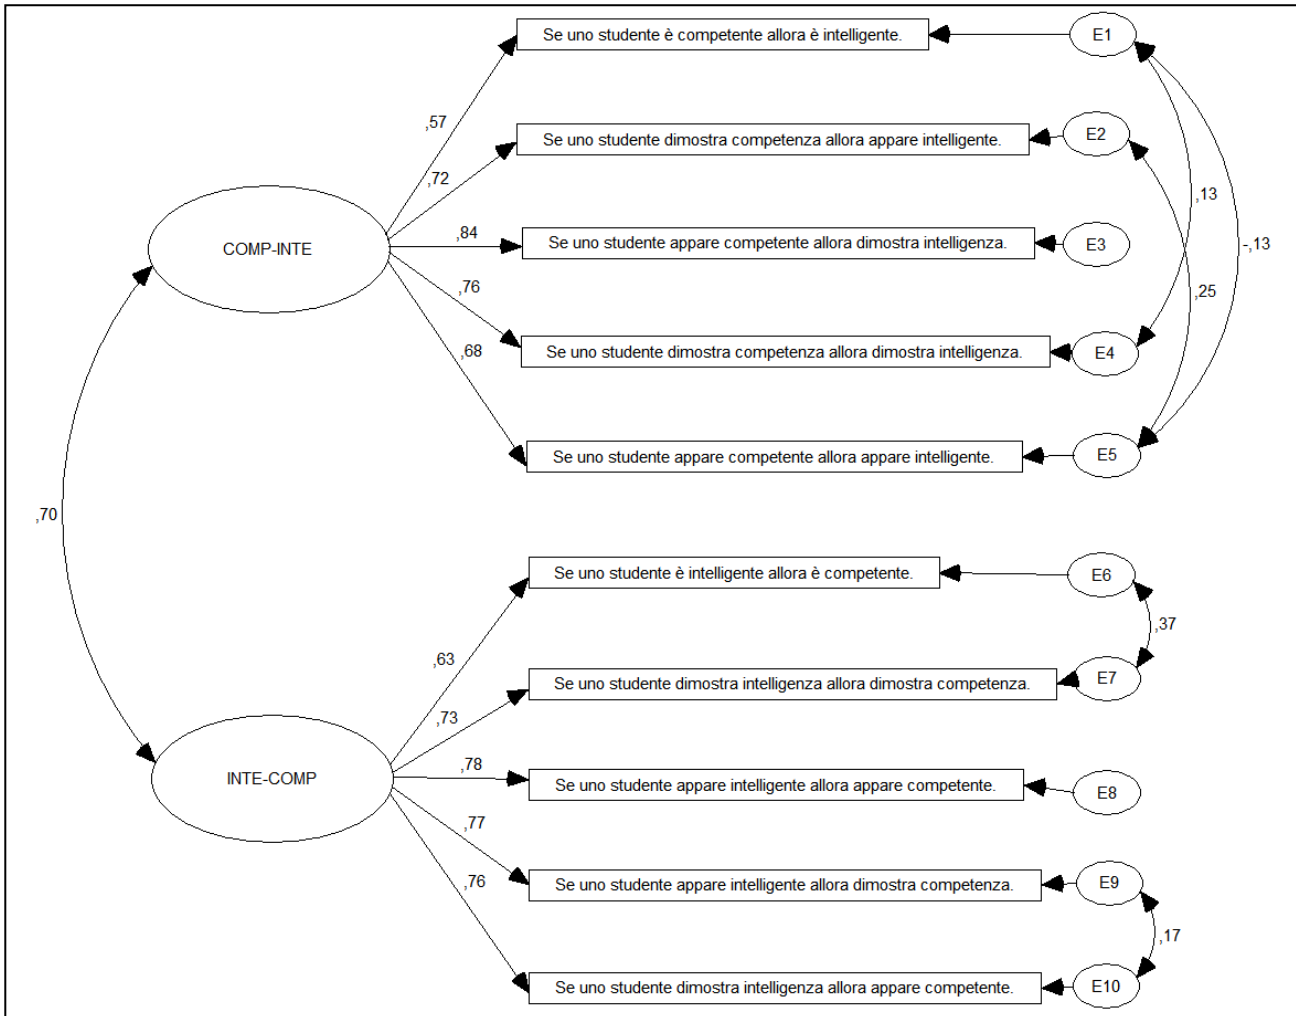 Se uno studente è competente allora è intelligente.
E1
,57
Se uno studente dimostra competenza allora appare intelligente.
E2
,72
,13
COMP-INTE
,84
Se uno studente appare competente allora dimostra intelligenza.
E3
-,13
,76
,25
Se uno studente dimostra competenza allora dimostra intelligenza.
E4
,68
Se uno studente appare competente allora appare intelligente.
E5
,70
Se uno studente è intelligente allora è competente.
E6
,37
,63
Se uno studente dimostra intelligenza allora dimostra competenza.
E7
,73
INTE-COMP
,78
Se uno studente appare intelligente allora appare competente.
E8
,77
Se uno studente appare intelligente allora dimostra competenza.
E9
,76
,17
Se uno studente dimostra intelligenza allora appare competente.
E10